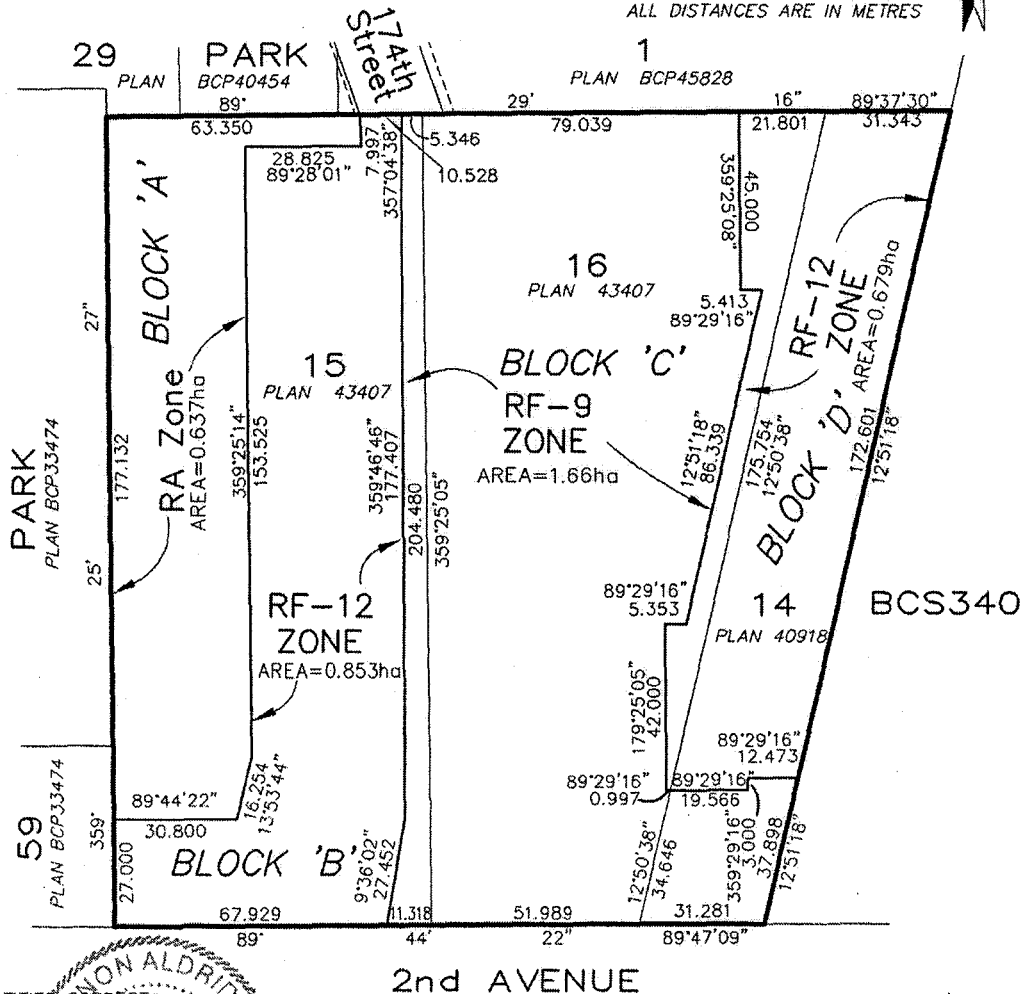 ALL DISTANCES ARE IN METRES
174th
Street
29
PARK
1
PLAN BCP40454
PLAN BCP45828
89°
29'
16"
89°37'30"
63.350
5.346
79.039
21.801
31.343
28.825
89°28'01"
7.997
357°04'38"
10.528
359°25'08"
45.000
BLOCK 'A'
16
PLAN 43407
5.413
89°29'16"
RF-12
ZONE
AREA=0.679ha
27"
15
PLAN 43407
BLOCK 'C'
RF-9
ZONE
AREA=1.66ha
RA Zone
AREA=0.637ha
PARK
PLAN BCP33474
177.132
359°25'14"
153.525
359°46'46"
177.407
204.480
359°25'05"
12°51'18"
86.339
175.754
12°50'38"
BLOCK 'D'
172.601
12°51'18"
25'
RF-12
ZONE
AREA=0.853ha
89°29'16"
5.353
14
PLAN 40918
BCS340
179°25'05"
42.000
89°29'16"
12.473
89°29'16"
0.997
89°29'16"
19.566
59
PLAN BCP33474
359°
89°44'22"
30.800
16.254
13°53'44"
27.000
BLOCK 'B'
9°36'02"
27.452
12°50'38"
34.646
359°29'16"
3.000
37.898
12°51'18"
67.929
11.318
51.989
31.281
89°
44'
22"
89°47'09"
2nd AVENUE
NON ALDRI